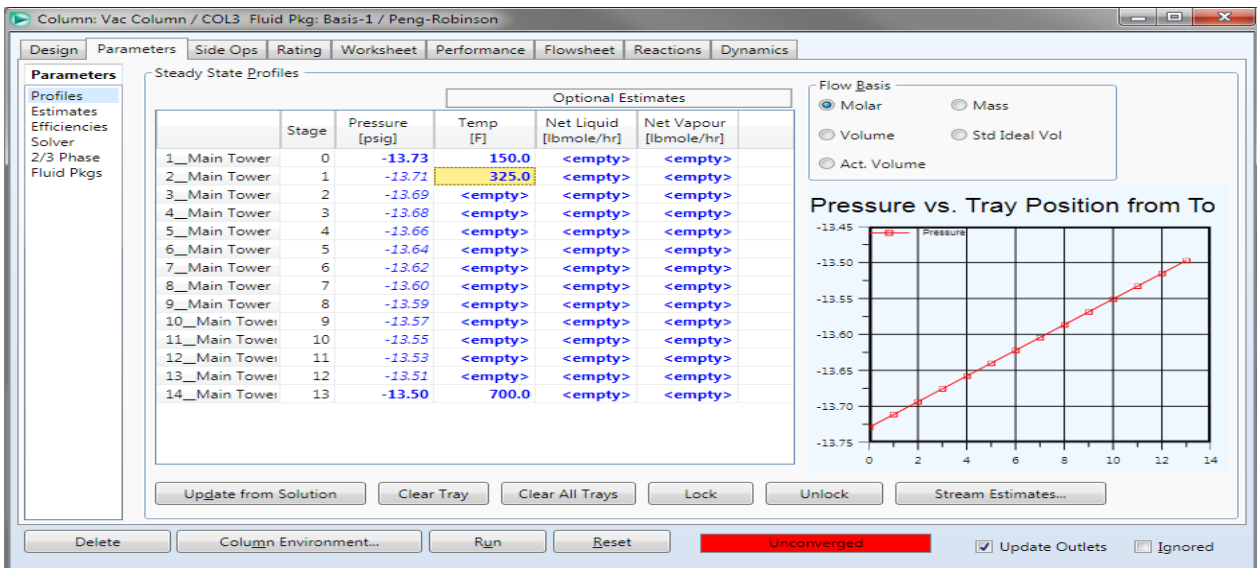 Column: Vac Column / COL3 Fluid Pkg: Basis-1 / Peng-Robinson
Design Parameters Side Ops Rating Worksheet Performance Flowsheet Reactions Dynamics
Parameters
Profiles
Estimates
Efficiencies
Solver
2/3 Phase
Fluid Pkgs
Steady State Profiles
Optional Estimates
Stage Pressure [psig] Temp [F] Net Liquid [lbmole/hr] Net Vapour [lbmole/hr]
1__Main Tower 0 -13.73 150.0 <empty> <empty>
2__Main Tower 1 -13.71 325.0 <empty> <empty>
3__Main Tower 2 -13.69 <empty> <empty> <empty>
4__Main Tower 3 -13.68 <empty> <empty> <empty>
5__Main Tower 4 -13.66 <empty> <empty> <empty>
6__Main Tower 5 -13.64 <empty> <empty> <empty>
7__Main Tower 6 -13.62 <empty> <empty> <empty>
8__Main Tower 7 -13.60 <empty> <empty> <empty>
9__Main Tower 8 -13.59 <empty> <empty> <empty>
10__Main Tower 9 -13.57 <empty> <empty> <empty>
11__Main Tower 10 -13.55 <empty> <empty> <empty>
12__Main Tower 11 -13.53 <empty> <empty> <empty>
13__Main Tower 12 -13.51 <empty> <empty> <empty>
14__Main Tower 13 -13.50 700.0 <empty> <empty>
Flow Basis
Molar Mass
Volume Std Ideal Vol
Act. Volume
Pressure vs. Tray Position from To
Pressure
-13.45
-13.50
-13.55
-13.60
-13.65
-13.70
-13.75
0 2 4 6 8 10 12 14
Update from Solution Clear Tray Clear All Trays Lock Unlock Stream Estimates...
Delete Column Environment... Run Reset Unconverged Update Outlets Ignored